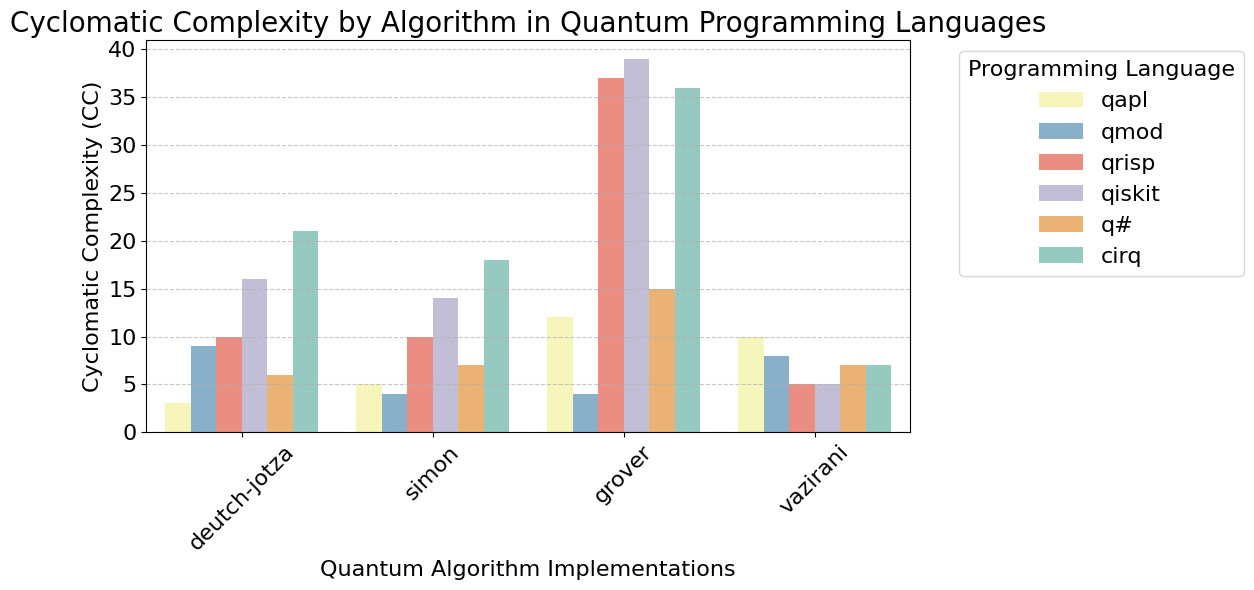 Cyclomatic Complexity by Algorithm in Quantum Programming Languages
Cyclomatic Complexity (CC)
40
35
30
25
20
15
10
5
0
deutch-jotza
simon
grover
vazirani
Quantum Algorithm Implementations
Programming Language
qapl
qmod
qrisp
qiskit
q#
cirq